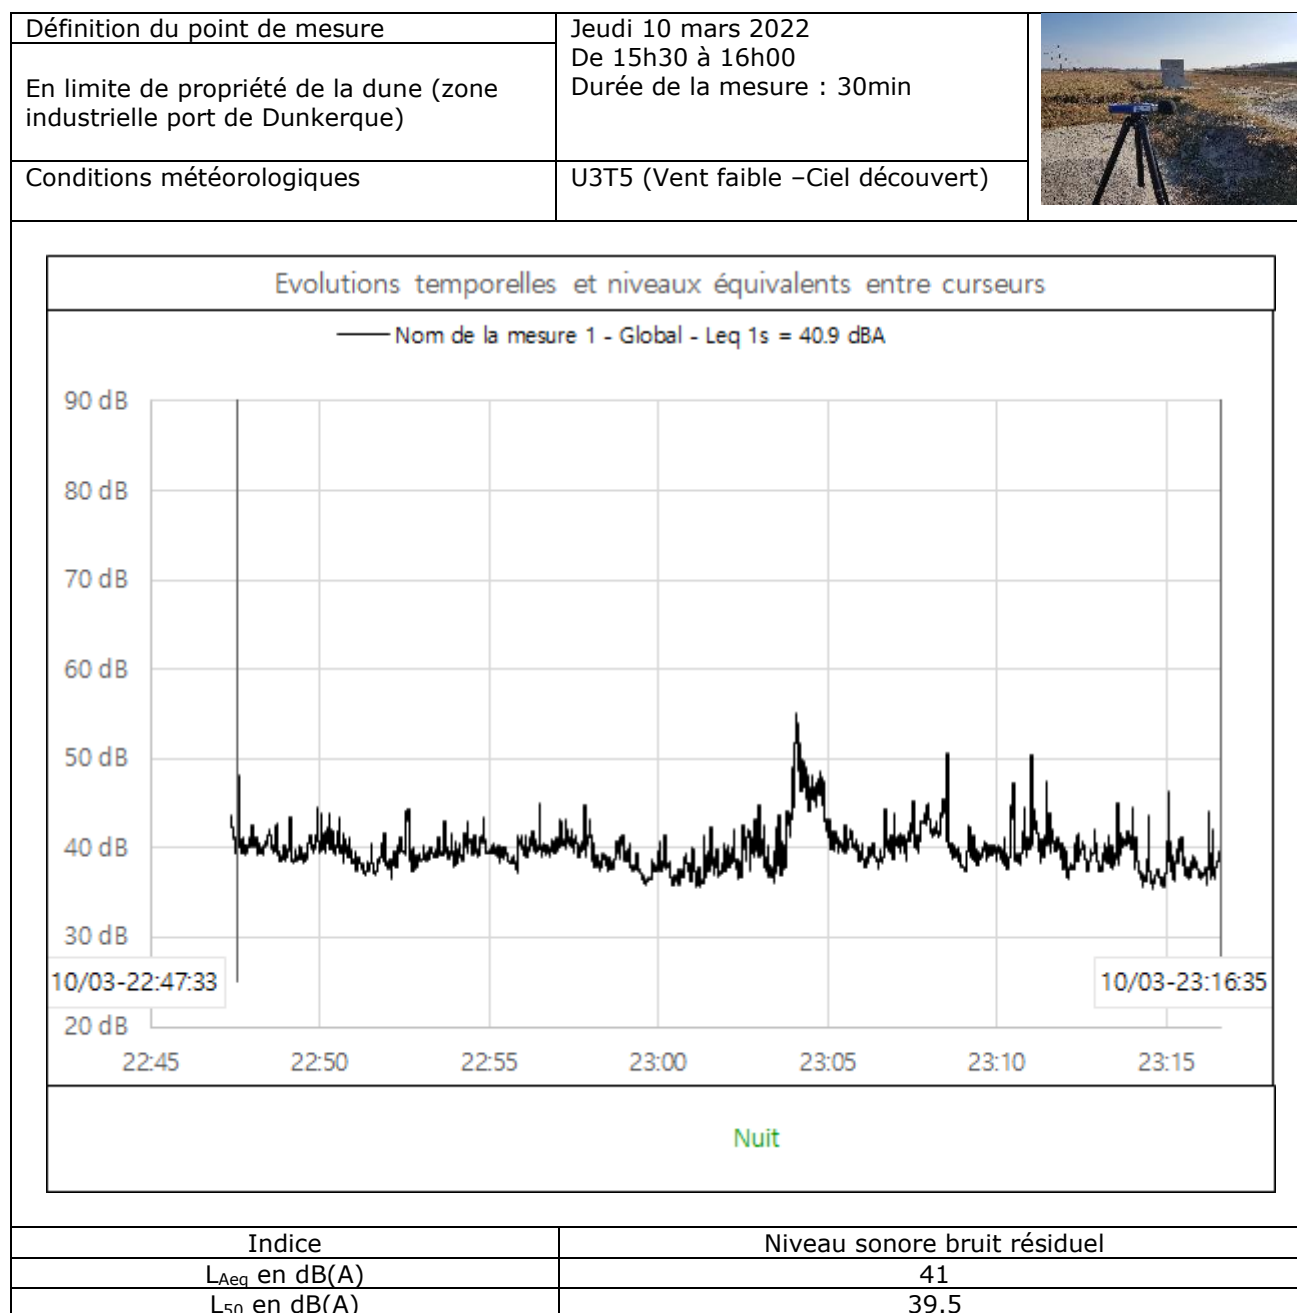 Définition du point de mesure
Jeudi 10 mars 2022
De 15h30 à 16h00
Durée de la mesure : 30min
En limite de propriété de la dune (zone
industrielle port de Dunkerque)
Conditions météorologiques
U3T5 (Vent faible –Ciel découvert)
Evolutions temporelles et niveaux équivalents entre curseurs
Nom de la mesure 1 - Global - Leq 1s = 40.9 dBA
90 dB
80 dB
70 dB
60 dB
50 dB
40 dB
30 dB
10/03-22:47:33
10/03-23:16:35
20 dB
22:45 22:50 22:55 23:00 23:05 23:10 23:15
Nuit
Indice Niveau sonore bruit résiduel
LAeq en dB(A) 41
L50 en dB(A) 39.5